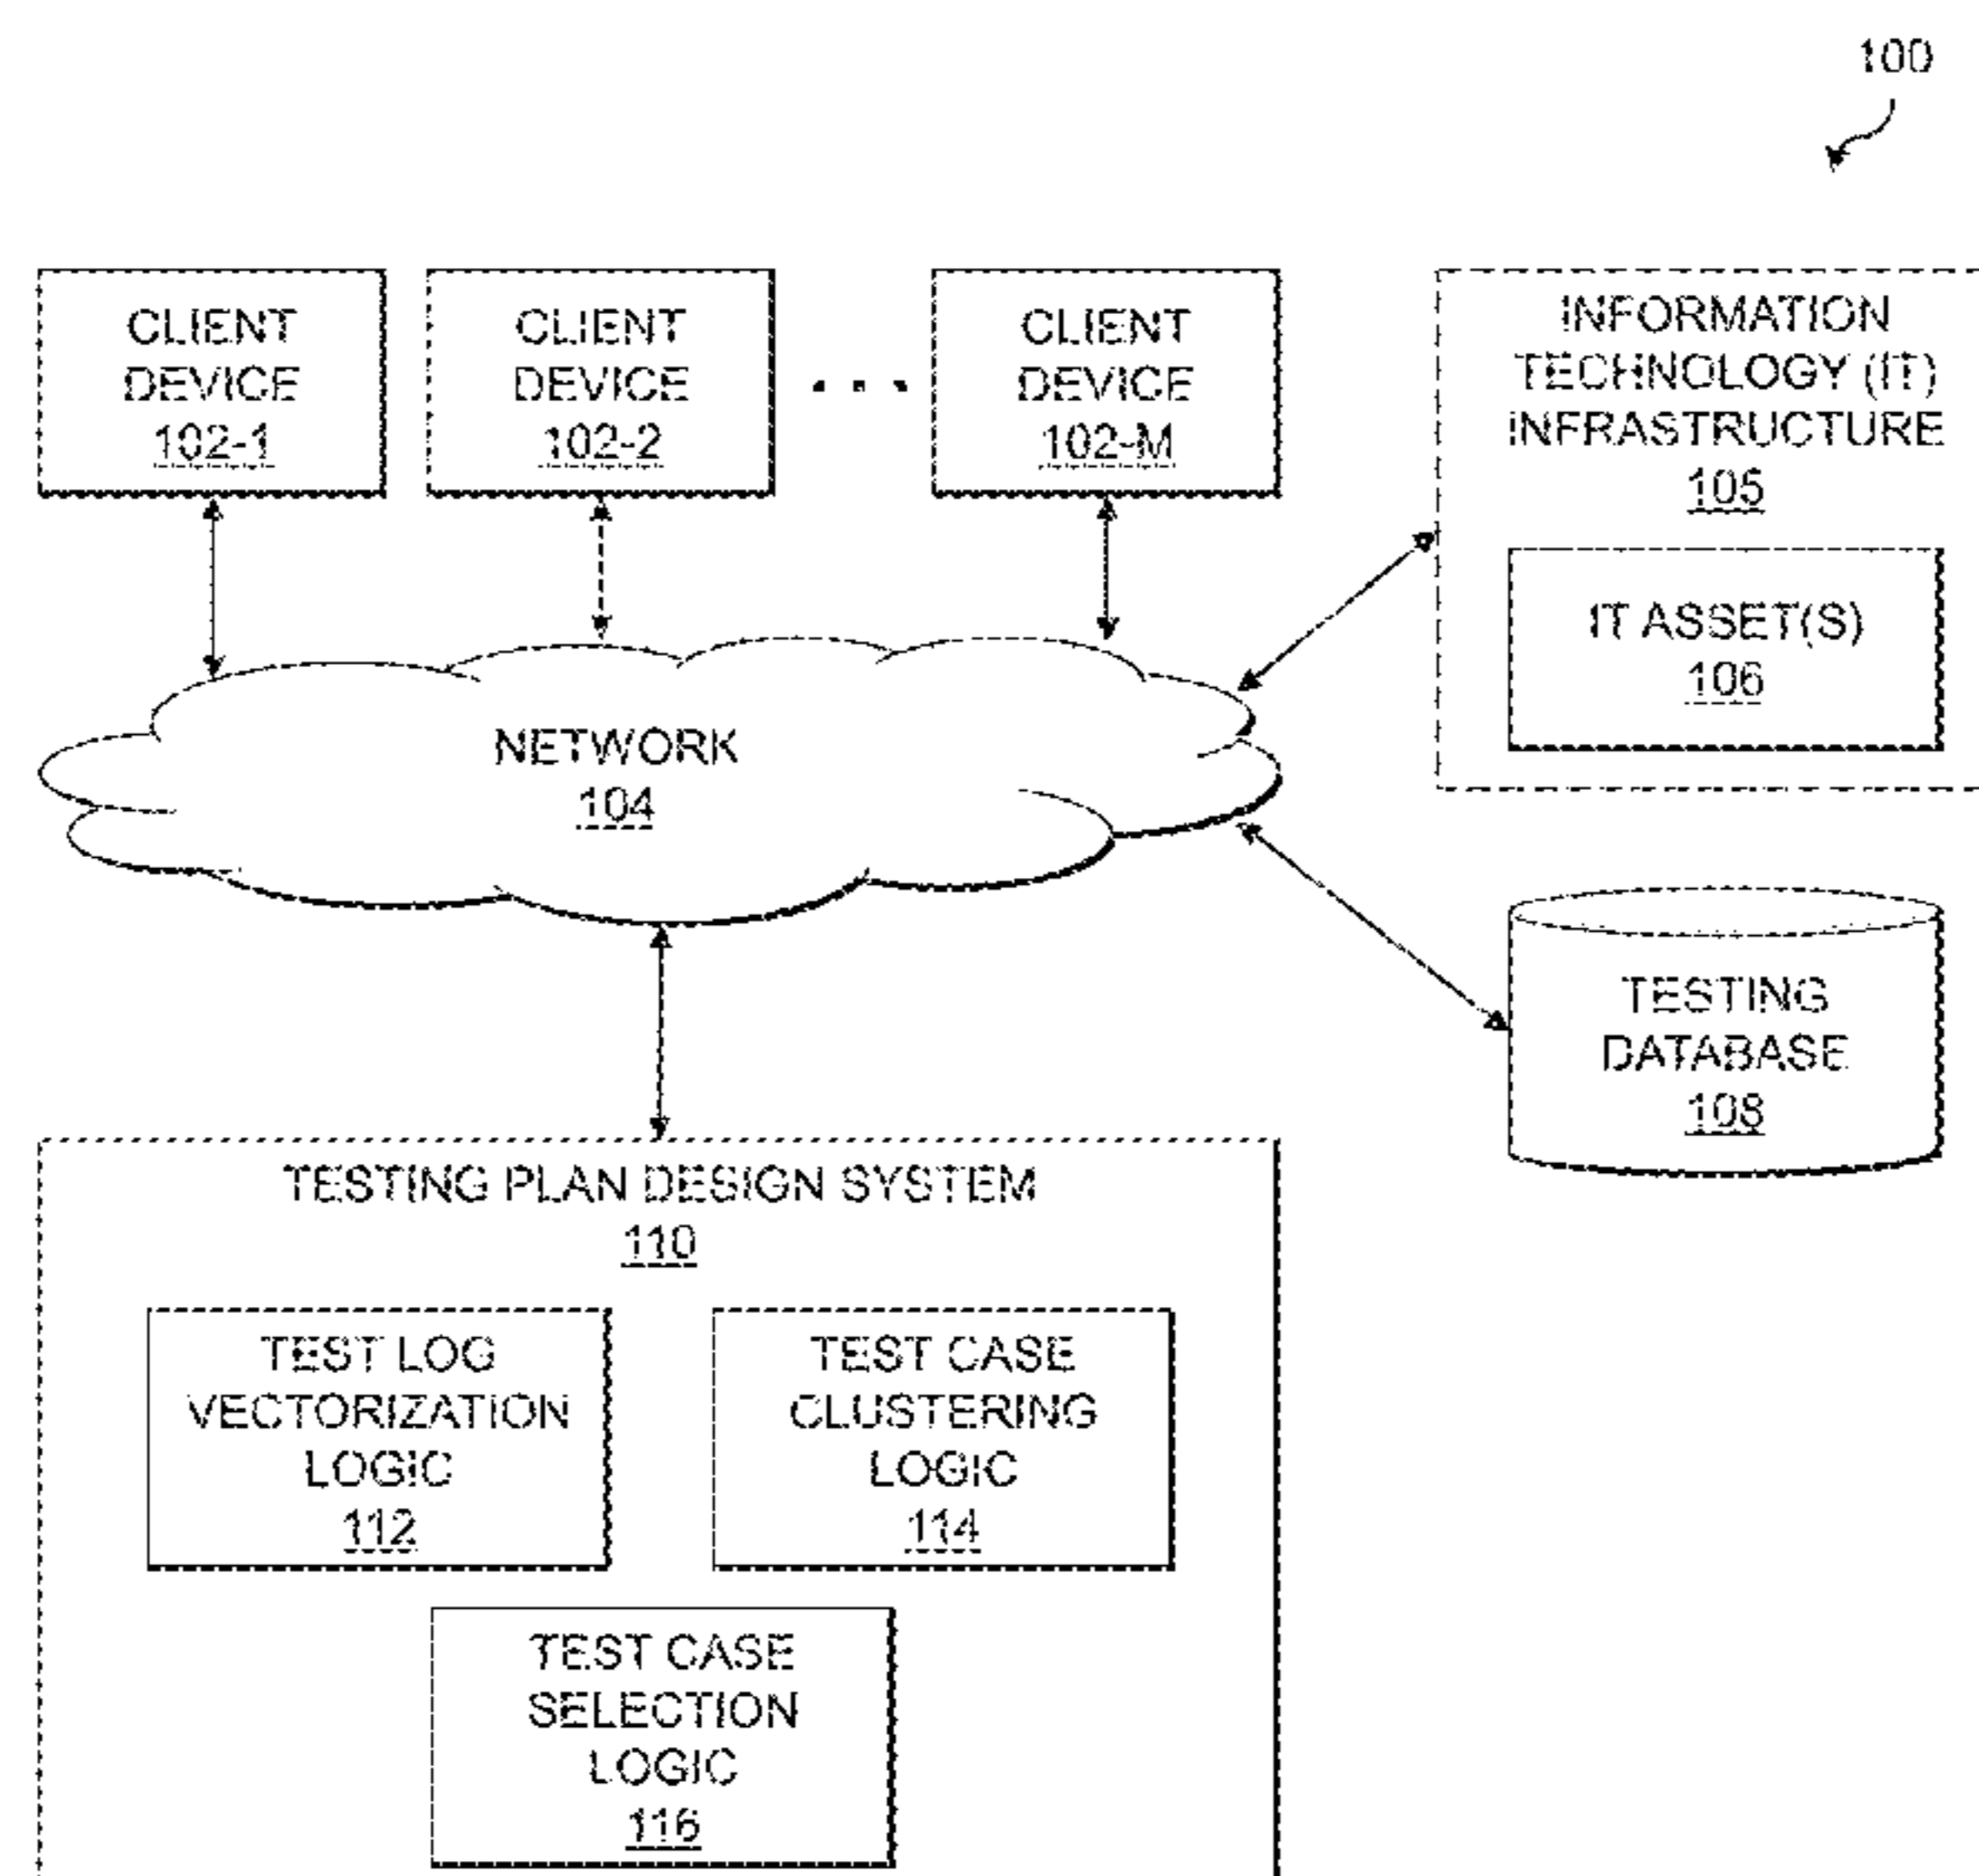 100
CLIENT
DEVICE
102-1
CLIENT
DEVICE
102-2
...
CLIENT
DEVICE
102-M
INFORMATION
TECHNOLOGY (IT)
INFRASTRUCTURE
105
IT ASSET(S)
106
NETWORK
104
TESTING
DATABASE
108
TESTING PLAN DESIGN SYSTEM
110
TEST LOG
VECTORIZATION
LOGIC
112
TEST CASE
CLUSTERING
LOGIC
114
TEST CASE
SELECTION
LOGIC
116